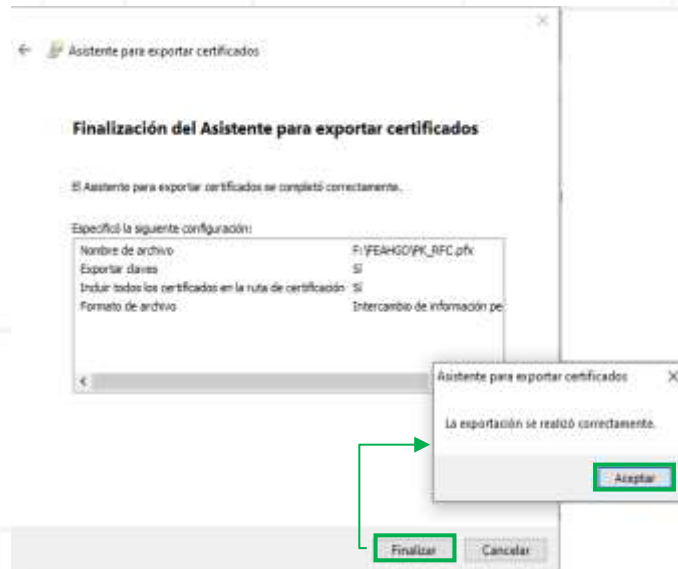 Asistente para exportar certificados
Finalización del Asistente para exportar certificados
El Asistente para exportar certificados se completó correctamente.
Especificó la siguiente configuración:
Nombre de archivo F:\FEAHGO\PK_RFC.pfx
Exportar claves Sí
Incluir todos los certificados en la ruta de certificación Sí
Formato de archivo Intercambio de información pe
Asistente para exportar certificados
La exportación se realizó correctamente.
Aceptar
Finalizar Cancelar